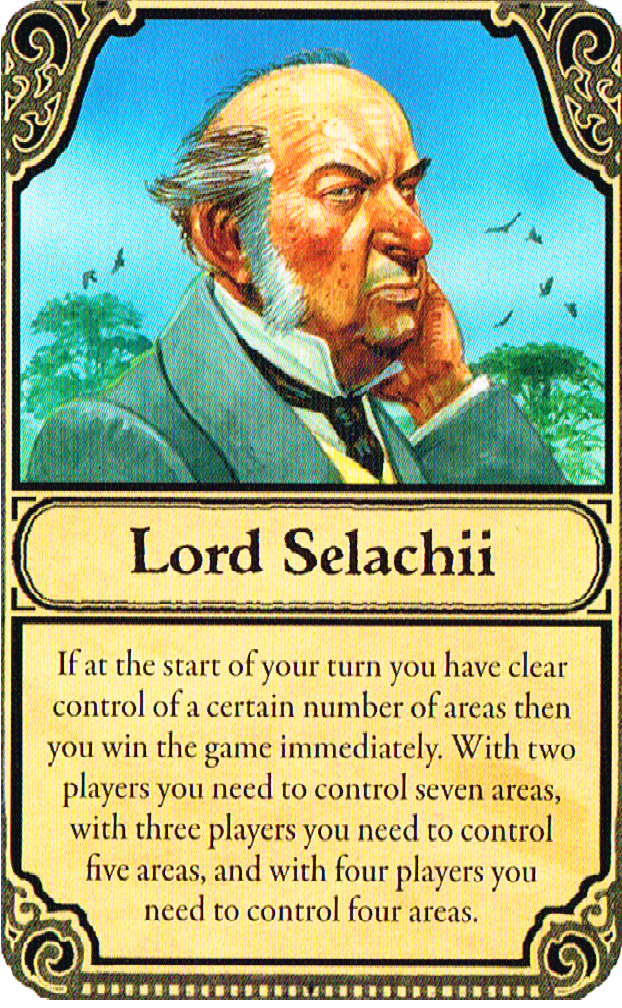 Lord Selachii
If at the start of your turn you have clear
control of a certain number of areas then
you win the game immediately. With two
players you need to control seven areas,
with three players you need to control
five areas, and with four players you
need to control four areas.